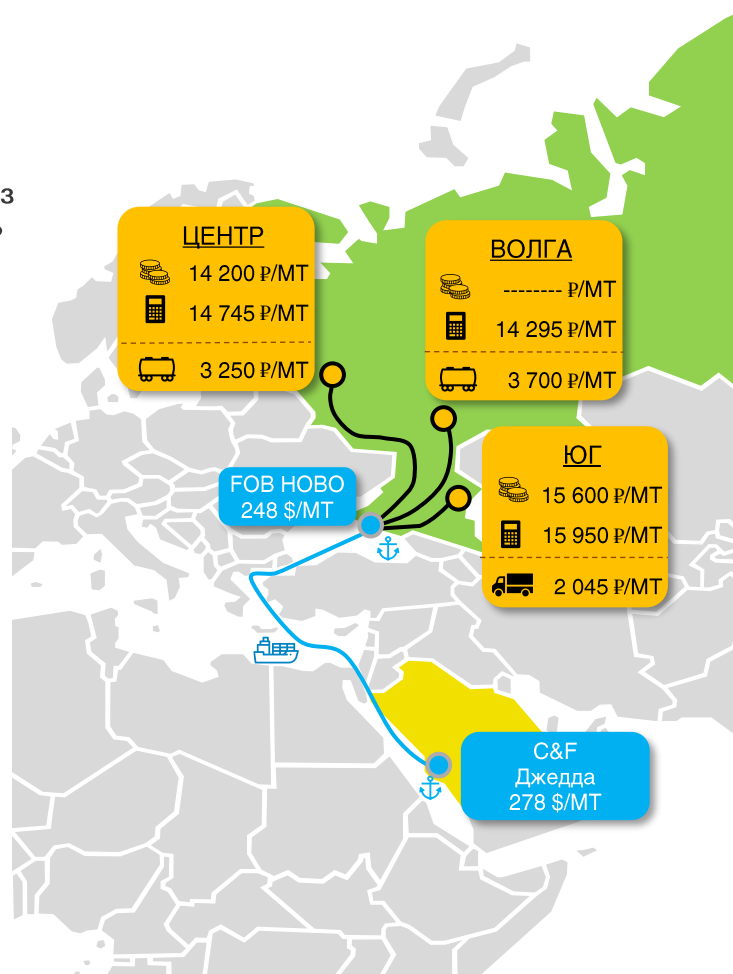 З
ЦЕНТР
14 200 ₽/МТ
14 745 ₽/МТ
3 250 ₽/МТ
ВОЛГА
-------- ₽/МТ
14 295 ₽/МТ
3 700 ₽/МТ
ЮГ
15 600 ₽/МТ
15 950 ₽/МТ
2 045 ₽/МТ
FOB НОВО
248 $/МТ
C&F
Джедда
278 $/МТ